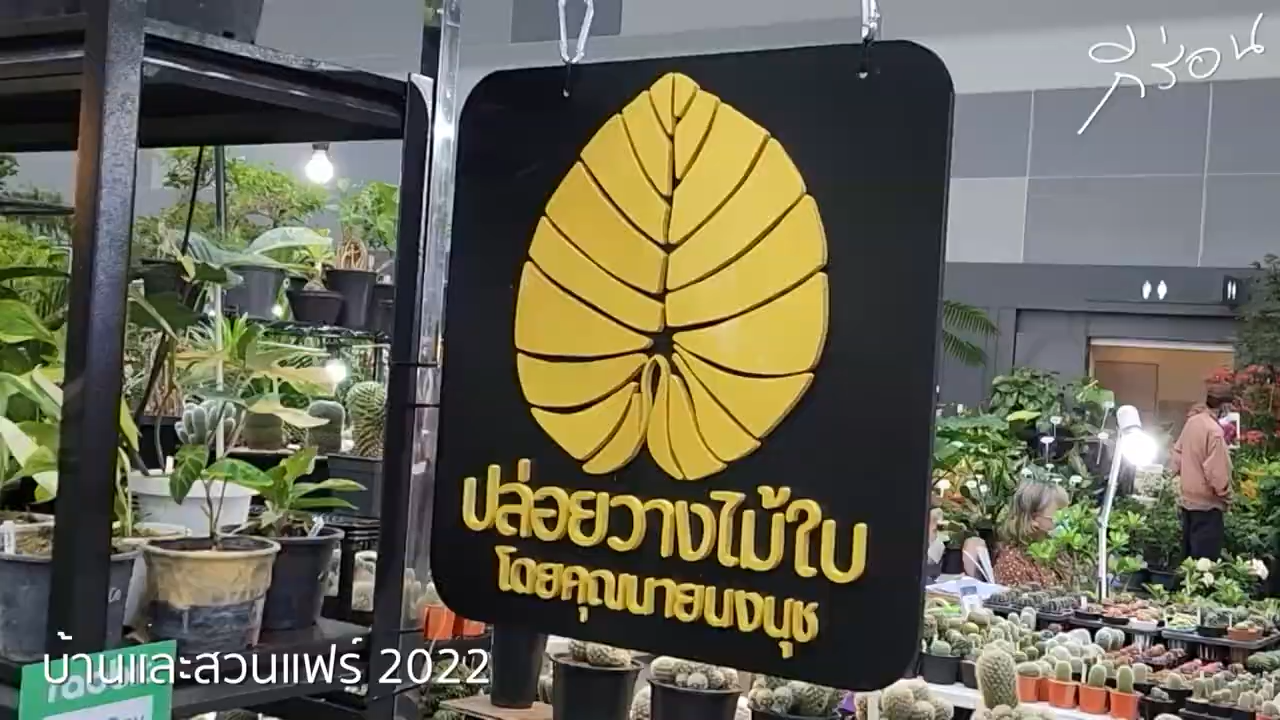 กีร่อน
ปล่อยวางไม้ใบ
โดยคุณนายนงนุช
บ้านและสวนแฟร์ 2022